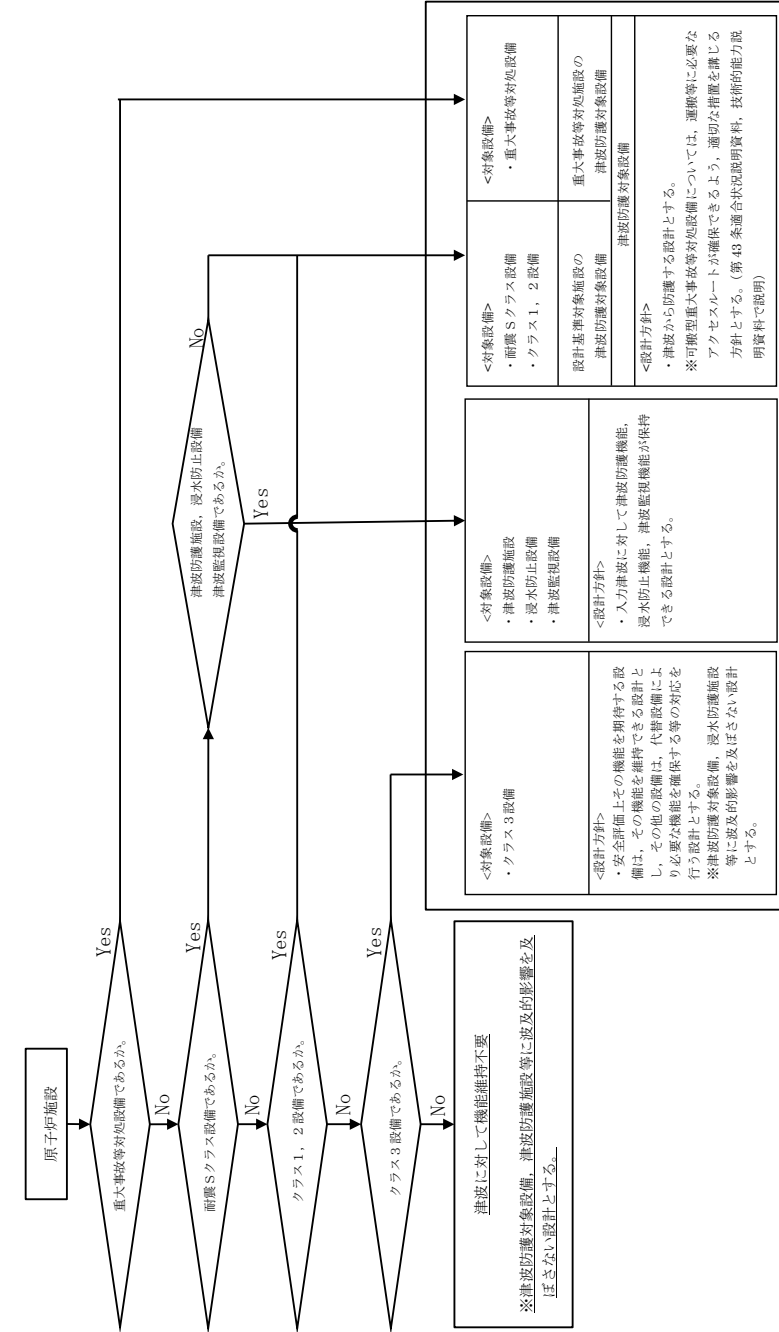 原子炉施設
重大事故等対処設備であるか。
Yes
No
耐震Sクラス設備であるか。
Yes
No
津波防護施設，浸水防止設備
津波監視設備であるか。
No
Yes
クラス1，2設備であるか。
Yes
No
クラス3設備であるか。
Yes
No
津波に対して機能維持不要
※津波防護対象設備，津波防護施設等に波及的影響を及
ぼさない設計とする。
<対象設備>
・クラス3設備
<設計方針>
・安全評価上その機能を期待する設
備は，その機能を維持できる設計と
し，その他の設備は，代替設備によ
り必要な機能を確保する等の対応を
行う設計とする。
※津波防護対象設備，浸水防護施設
等に波及的影響を及ぼさない設計
とする。
<対象設備>
・津波防護施設
・浸水防止設備
・津波監視設備
<設計方針>
・入力津波に対して津波防護機能，
浸水防止機能，津波監視機能が保持
できる設計とする。
<対象設備>
・耐震Sクラス設備
・クラス1，2設備
設計基準対象施設の
津波防護対象設備
<対象設備>
・重大事故等対処設備
重大事故等対処施設の
津波防護対象設備
津波防護対象設備
<設計方針>
・津波から防護する設計とする。
※可搬型重大事故等対処設備については，運搬等に必要な
アクセスルートが確保できるよう，適切な措置を講じる
方針とする。（第43条適合状況説明資料，技術的能力説
明資料で説明）